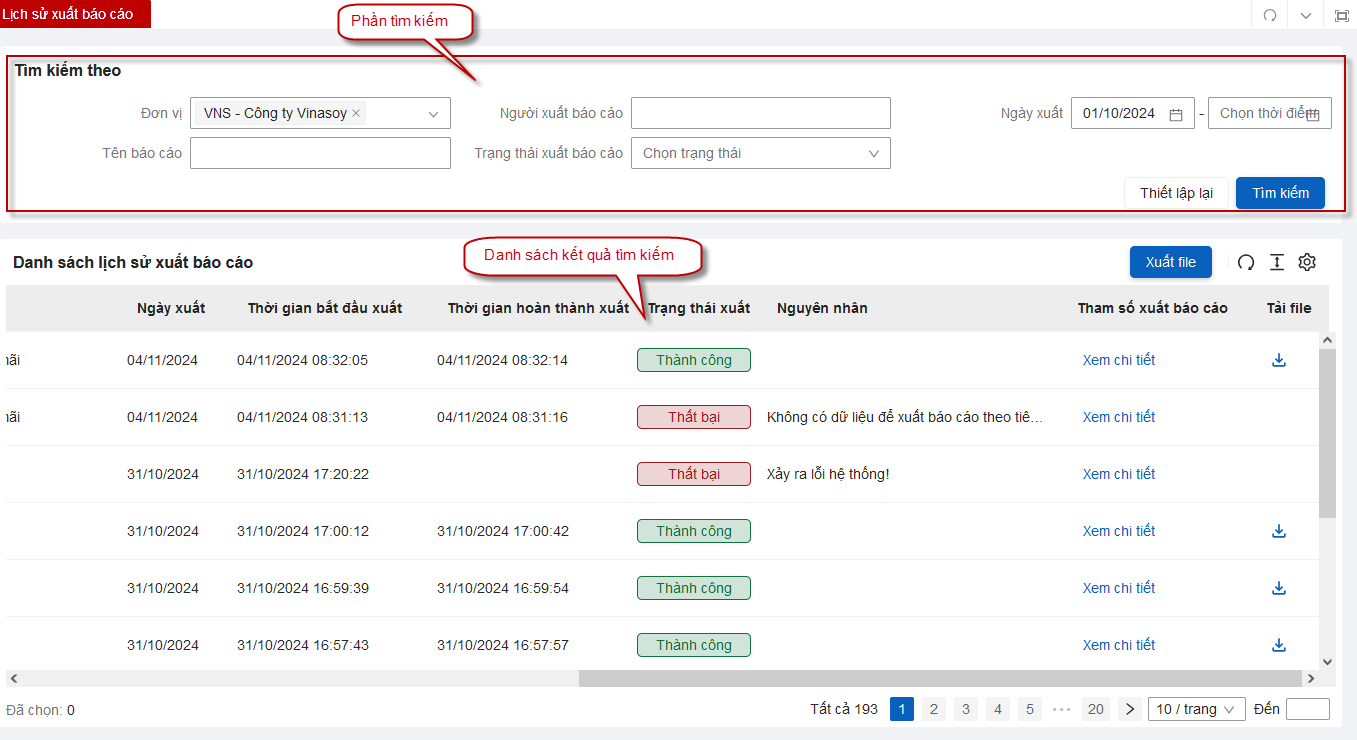 Lịch sử xuất báo cáo
Phần tìm kiếm
Tìm kiếm theo
Đơn vị VNS - Công ty Vinasoy Người xuất báo cáo Ngày xuất 01/10/2024 - Chọn thời điểm
Tên báo cáo Trạng thái xuất báo cáo Chọn trạng thái
Thiết lập lại Tìm kiếm
Danh sách kết quả tìm kiếm
Danh sách lịch sử xuất báo cáo Xuất file
Ngày xuất Thời gian bắt đầu xuất Thời gian hoàn thành xuất Trạng thái xuất Nguyên nhân Tham số xuất báo cáo Tải file
04/11/2024 04/11/2024 08:32:05 04/11/2024 08:32:14 Thành công Xem chi tiết
04/11/2024 04/11/2024 08:31:13 04/11/2024 08:31:16 Thất bại Không có dữ liệu để xuất báo cáo theo tiê… Xem chi tiết
31/10/2024 31/10/2024 17:20:22 Thất bại Xảy ra lỗi hệ thống! Xem chi tiết
31/10/2024 31/10/2024 17:00:12 31/10/2024 17:00:42 Thành công Xem chi tiết
31/10/2024 31/10/2024 16:59:39 31/10/2024 16:59:54 Thành công Xem chi tiết
31/10/2024 31/10/2024 16:57:43 31/10/2024 16:57:57 Thành công Xem chi tiết
Đã chọn: 0 Tất cả 193 1 2 3 4 5 ••• 20 10 / trang Đến